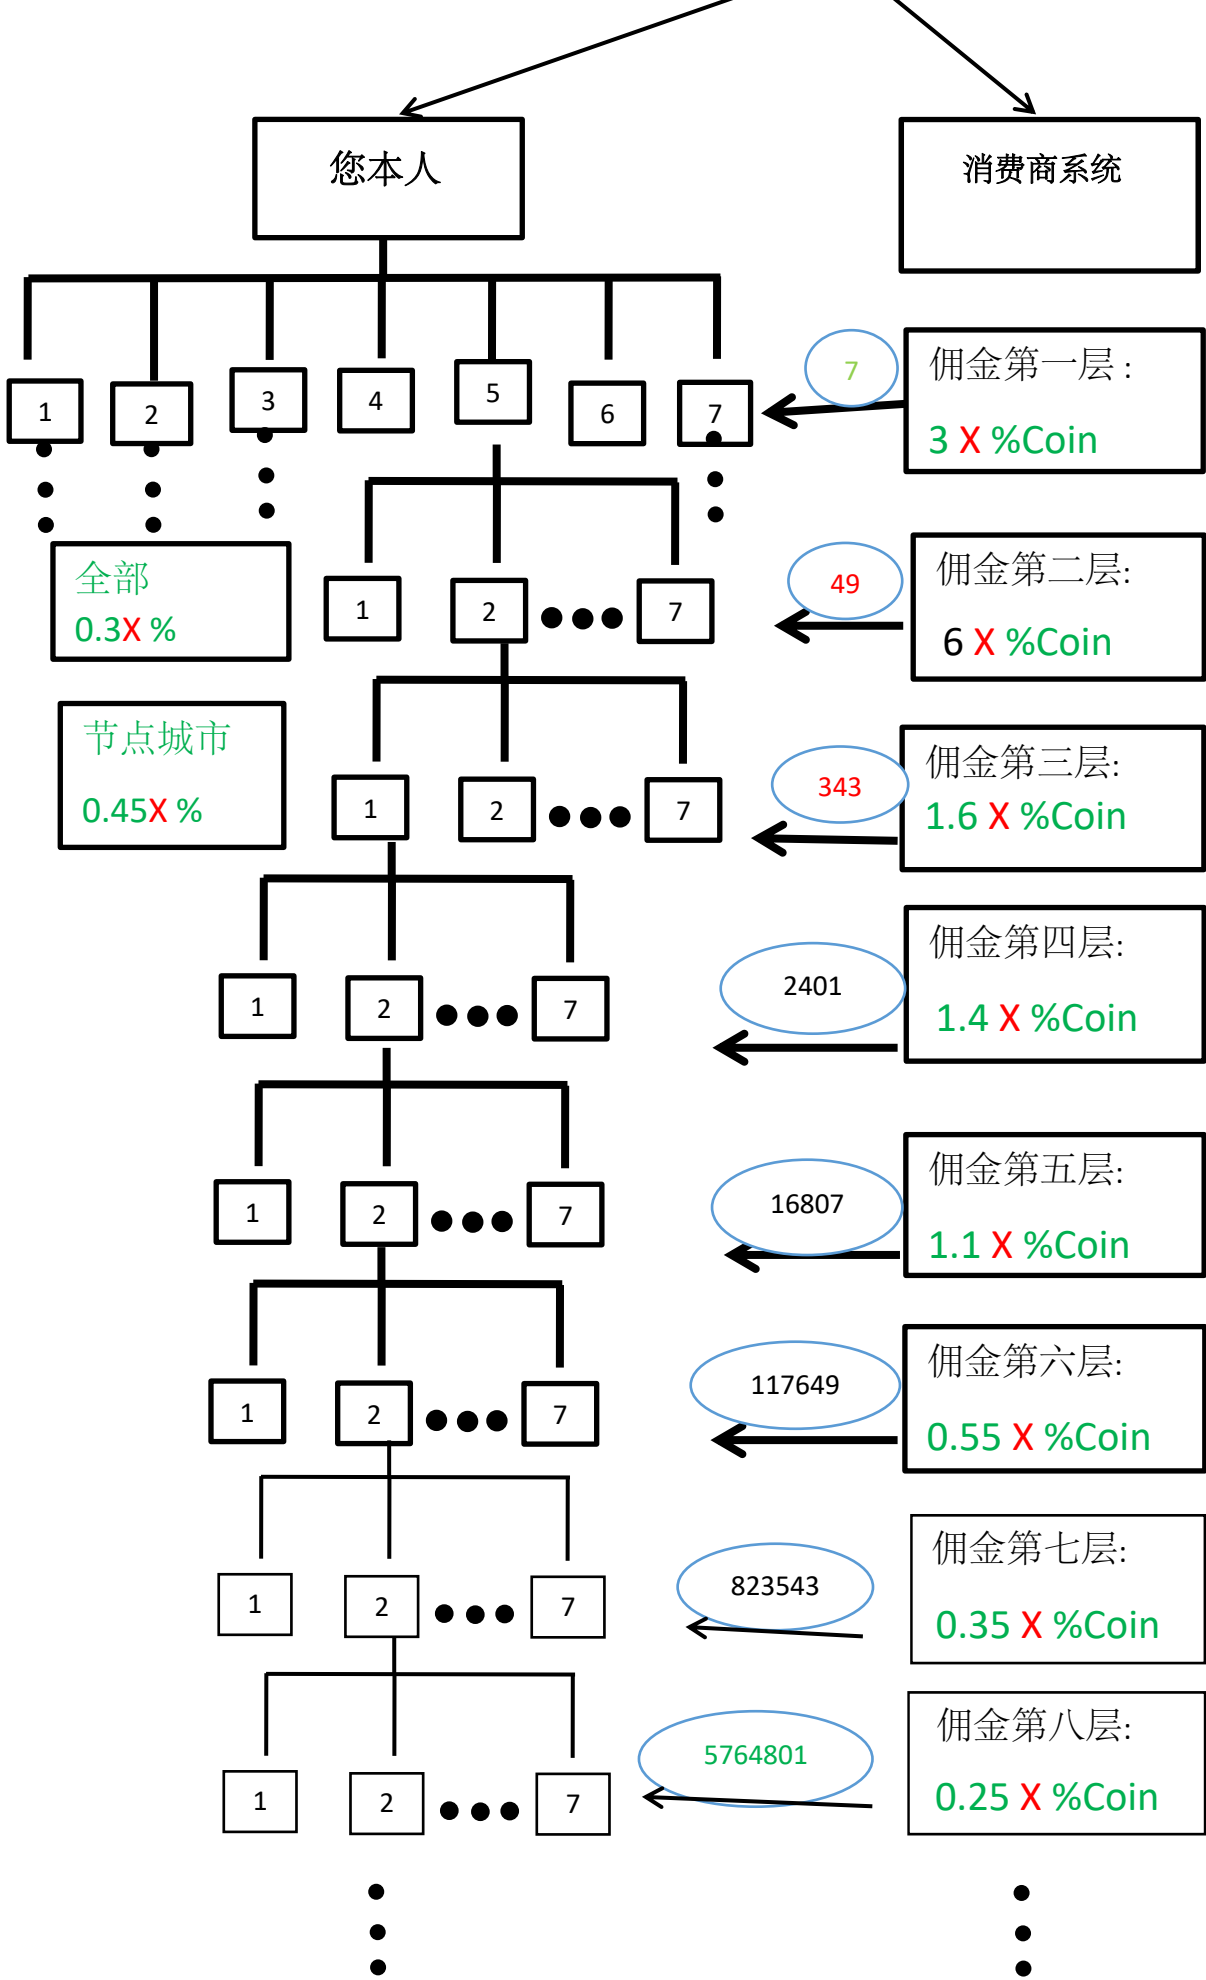 您本人
消费商系统
1
2
3
4
5
6
7
7
佣金第一层 :
3 X %Coin
全部
0.3X %
1
2
7
49
佣金第二层:
6 X %Coin
节点城市
0.45X %
1
2
7
343
佣金第三层:
1.6 X %Coin
1
2
7
2401
佣金第四层:
1.4 X %Coin
1
2
7
16807
佣金第五层:
1.1 X %Coin
1
2
7
117649
佣金第六层:
0.55 X %Coin
1
2
7
823543
佣金第七层:
0.35 X %Coin
1
2
7
5764801
佣金第八层:
0.25 X %Coin